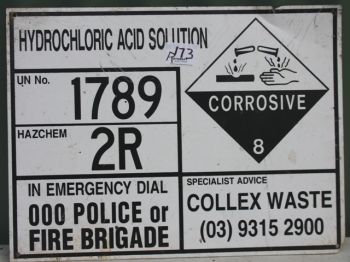 HYDROCHLORIC ACID SOLUTION
UN No.
1789
HAZCHEM
2R
CORROSIVE
8
IN EMERGENCY DIAL
000 POLICE or
FIRE BRIGADE
SPECIALIST ADVICE
COLLEX WASTE
(03) 9315 2900